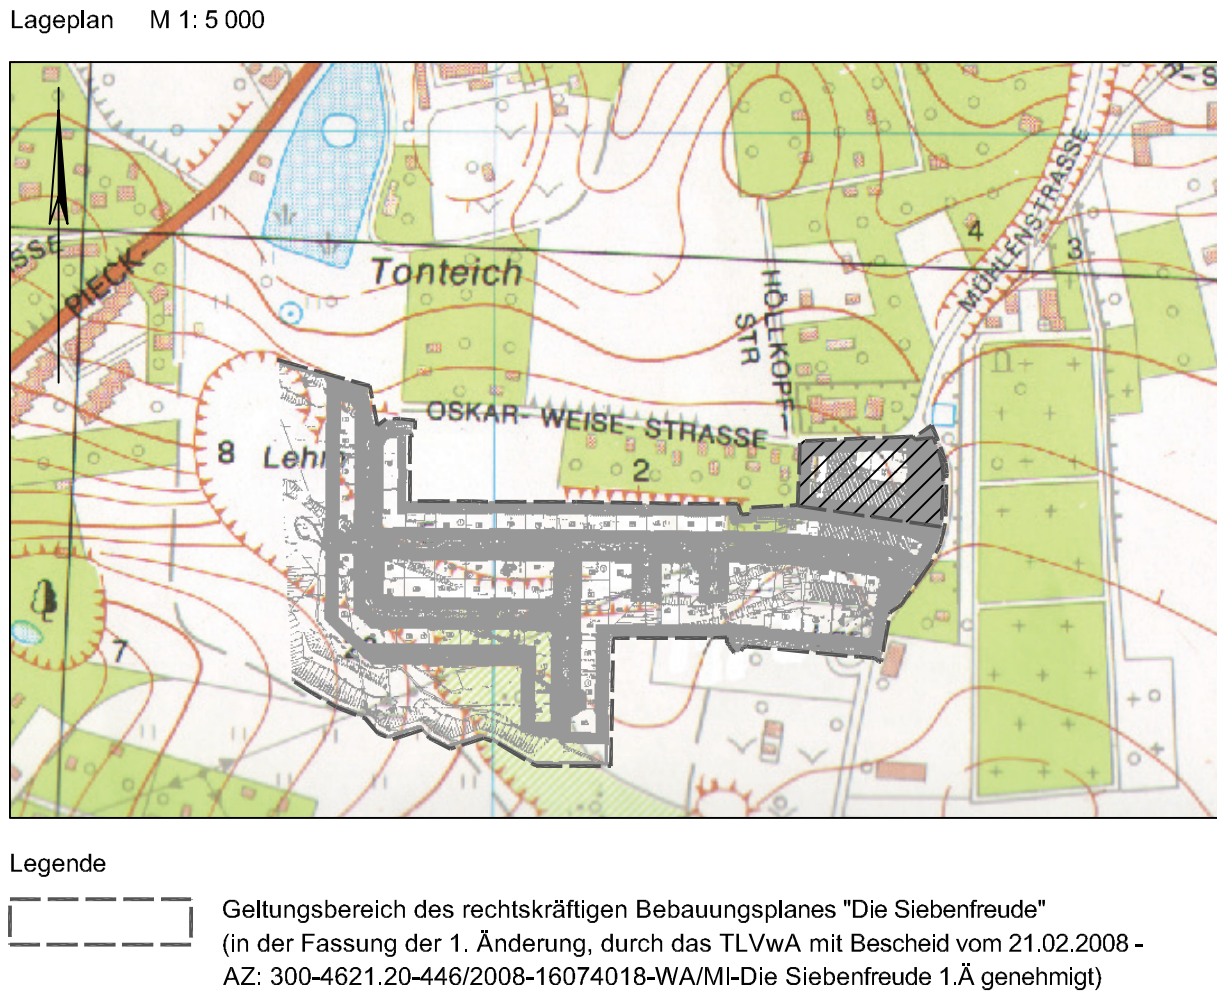 Lageplan M 1: 5 000
SSE
PIECK-
Tonteich
HÖLLKOPF-
STR
MÜHLENSTRASSE
4
3
- S
OSKAR- WEISE- STRASSE
8
Lehm
2
7
Legende
Geltungsbereich des rechtskräftigen Bebauungsplanes "Die Siebenfreude"
(in der Fassung der 1. Änderung, durch das TLVwA mit Bescheid vom 21.02.2008 -
AZ: 300-4621.20-446/2008-16074018-WA/MI-Die Siebenfreude 1.Ä genehmigt)